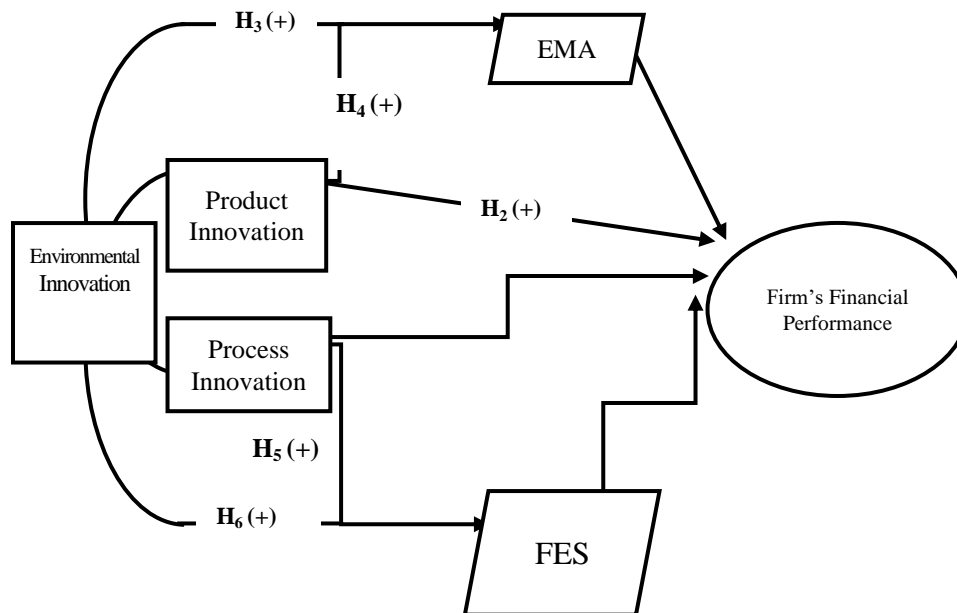 H₃ (+)
EMA
H₄ (+)
Product
Innovation
H₂ (+)
Environmental
Innovation
Firm's Financial
Performance
Process
Innovation
H₅ (+)
H₆ (+)
FES